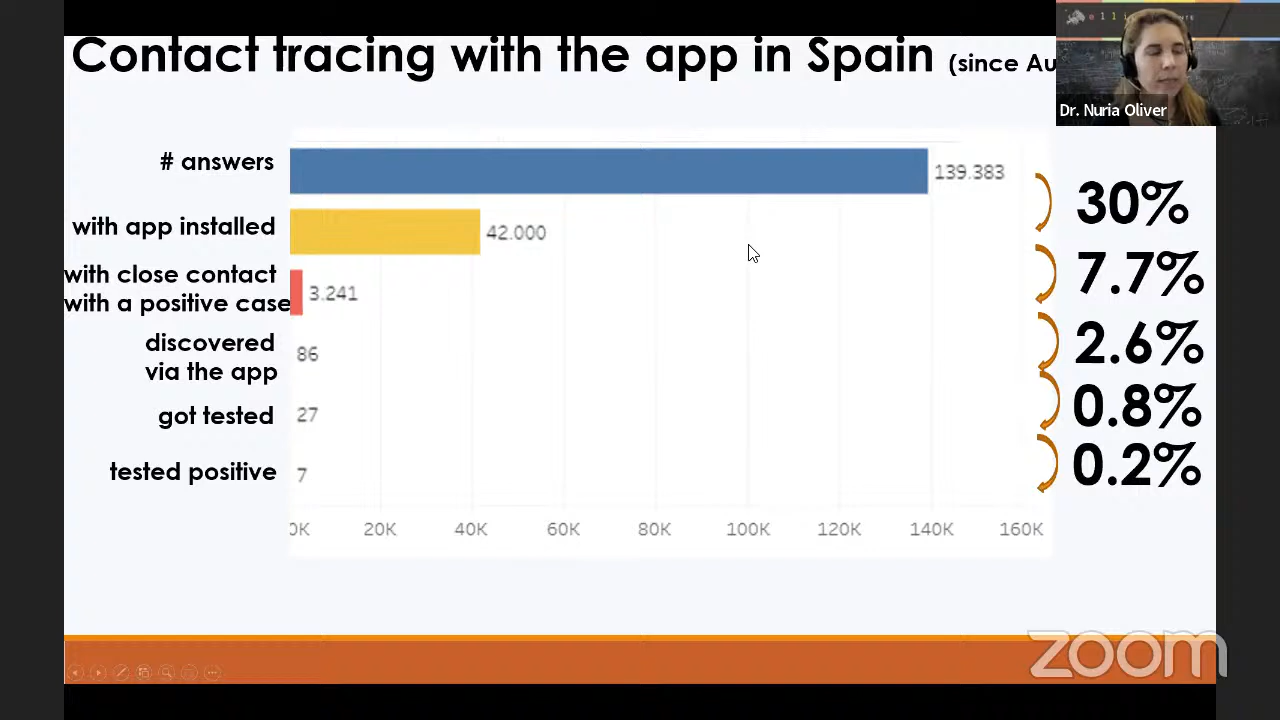 Contact tracing with the app in Spain (since Au
Dr. Nuria Oliver
# answers
139.383
30%
with app installed
42.000
7.7%
with close contact
with a positive case
3.241
2.6%
discovered
via the app
86
0.8%
got tested
27
0.2%
tested positive
7
0K 20K 40K 60K 80K 100K 120K 140K 160K
zoom